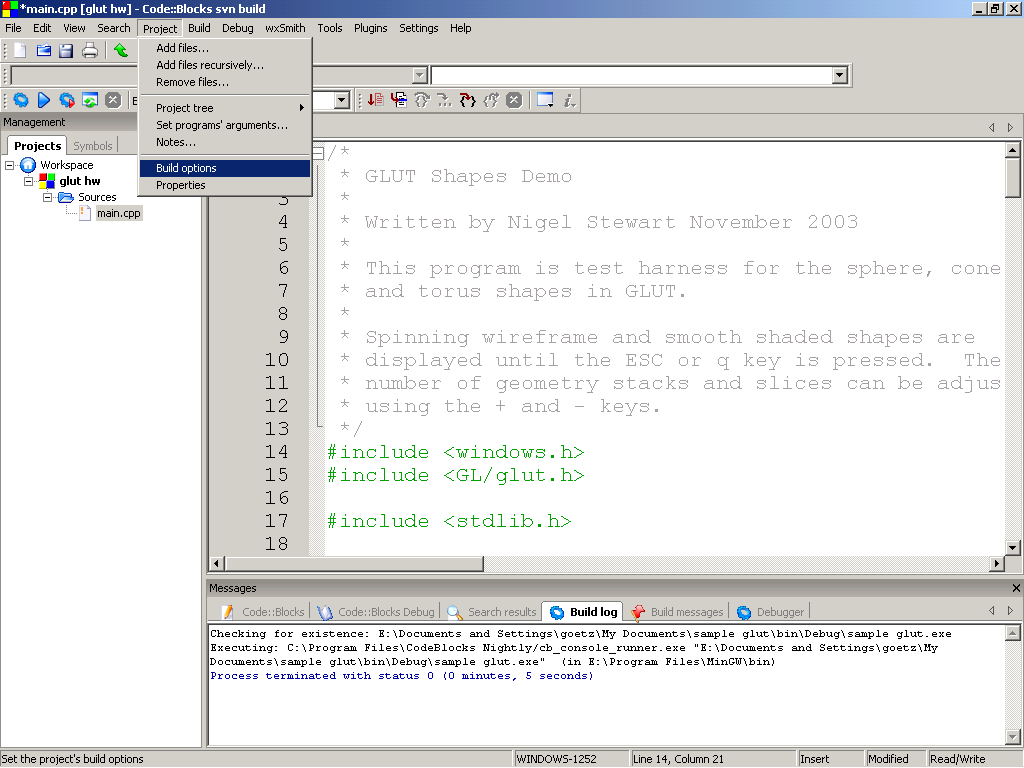 *main.cpp [glut hw] - Code::Blocks svn build
File Edit View Search Project Build Debug wxSmith Tools Plugins Settings Help
Add files...
Add files recursively...
Remove files...
Project tree
Set programs' arguments...
Notes...
Build options
Properties
Management
Projects Symbols
Workspace
glut hw
Sources
main.cpp
/*
* GLUT Shapes Demo
3 *
4 * Written by Nigel Stewart November 2003
5 *
6 * This program is test harness for the sphere, cone
7 * and torus shapes in GLUT.
8 *
9 * Spinning wireframe and smooth shaded shapes are
10 * displayed until the ESC or q key is pressed. The
11 * number of geometry stacks and slices can be adjus
12 * using the + and - keys.
13 */
14 #include <windows.h>
15 #include <GL/glut.h>
16
17 #include <stdlib.h>
18
Messages
Code::Blocks Code::Blocks Debug Search results Build log Build messages Debugger
Checking for existence: E:\Documents and Settings\goetz\My Documents\sample glut\bin\Debug\sample glut.exe
Executing: C:\Program Files\CodeBlocks Nightly/cb_console_runner.exe "E:\Documents and Settings\goetz\My
Documents\sample glut\bin\Debug\sample glut.exe" (in E:\Program Files\MinGW\bin)
Process terminated with status 0 (0 minutes, 5 seconds)
Set the project's build options WINDOWS-1252 Line 14, Column 21 Insert Modified Read/Write